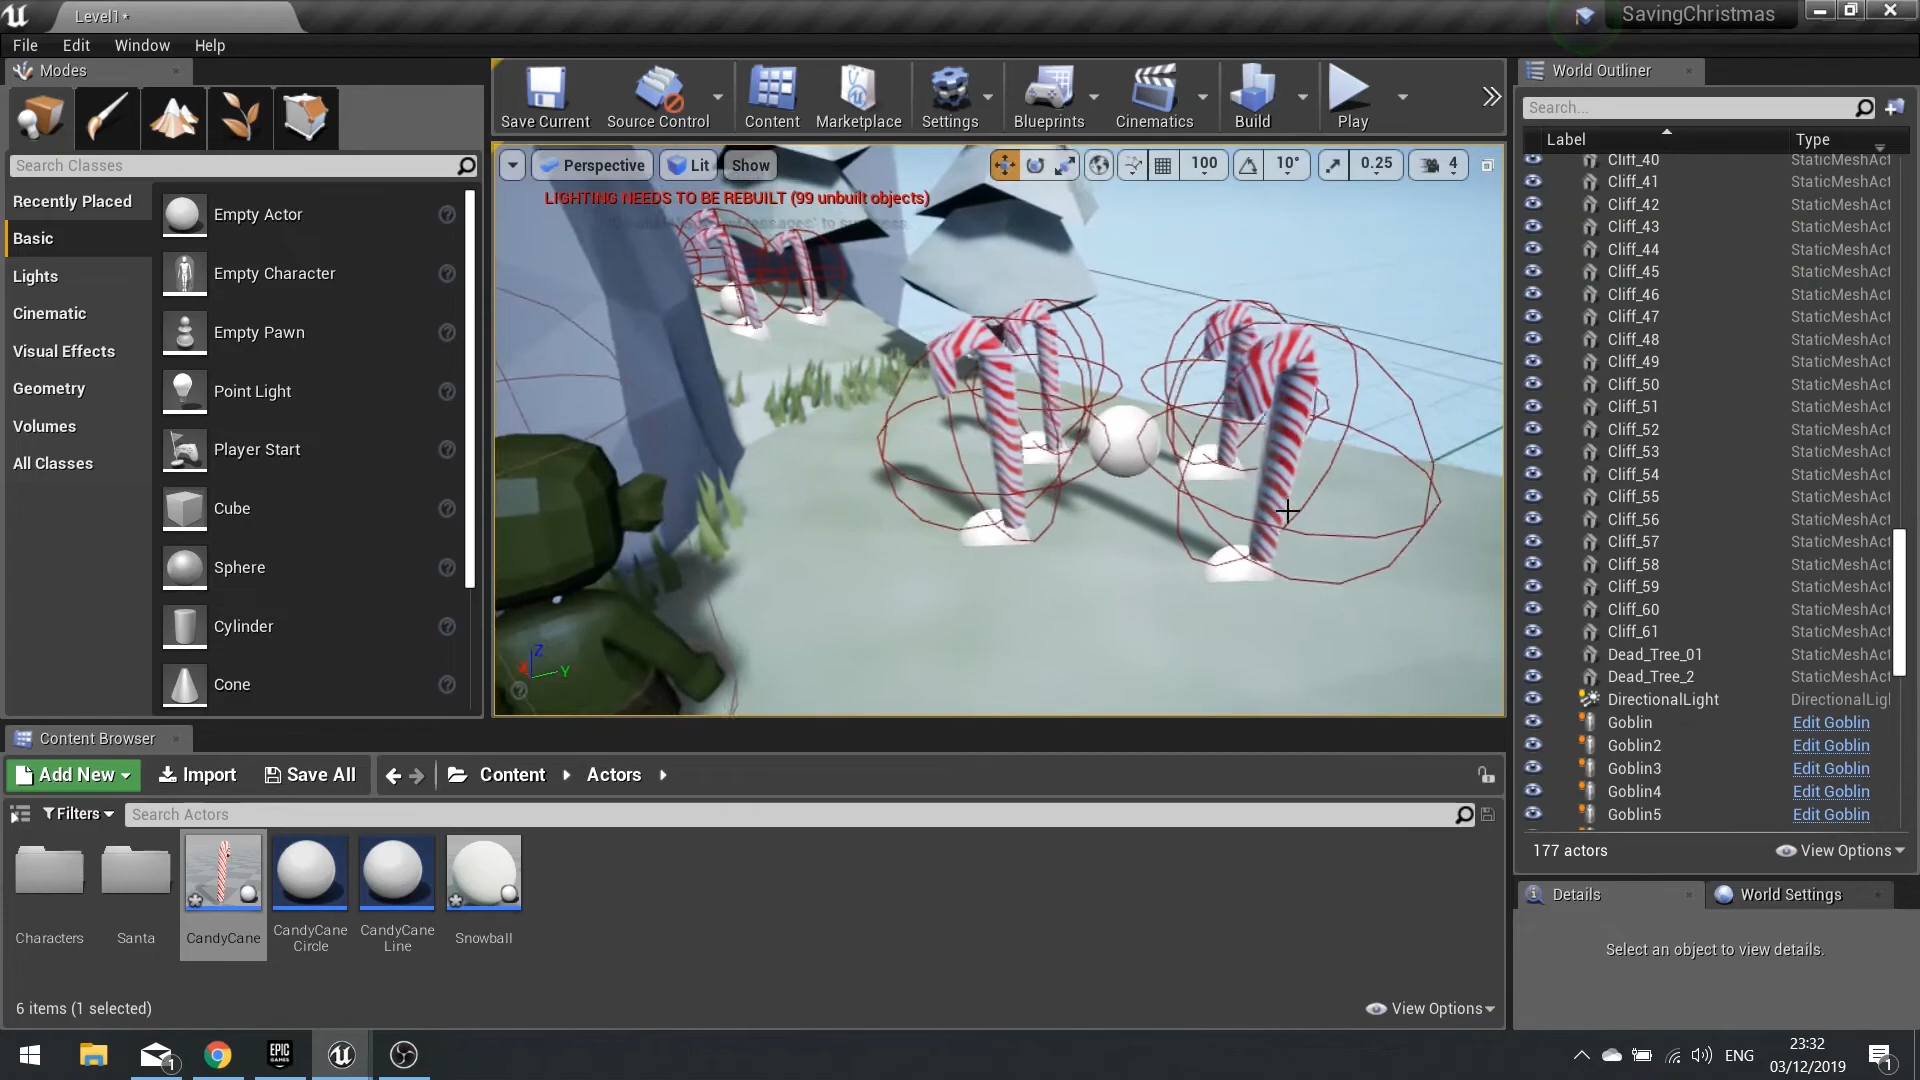 Level1*
SavingChristmas
File Edit Window Help
Modes
Search Classes
Recently Placed
Basic
Lights
Cinematic
Visual Effects
Geometry
Volumes
All Classes
Empty Actor
Empty Character
Empty Pawn
Point Light
Player Start
Cube
Sphere
Cylinder
Cone
Save Current
Source Control
Content
Marketplace
Settings
Blueprints
Cinematics
Build
Play
Perspective
Lit
Show
100
10°
0.25
4
LIGHTING NEEDS TO BE REBUILT (99 unbuilt objects)
Z
X
Y
World Outliner
Search...
Label Type
Cliff_40 StaticMeshAct
Cliff_41 StaticMeshAct
Cliff_42 StaticMeshAct
Cliff_43 StaticMeshAct
Cliff_44 StaticMeshAct
Cliff_45 StaticMeshAct
Cliff_46 StaticMeshAct
Cliff_47 StaticMeshAct
Cliff_48 StaticMeshAct
Cliff_49 StaticMeshAct
Cliff_50 StaticMeshAct
Cliff_51 StaticMeshAct
Cliff_52 StaticMeshAct
Cliff_53 StaticMeshAct
Cliff_54 StaticMeshAct
Cliff_55 StaticMeshAct
Cliff_56 StaticMeshAct
Cliff_57 StaticMeshAct
Cliff_58 StaticMeshAct
Cliff_59 StaticMeshAct
Cliff_60 StaticMeshAct
Cliff_61 StaticMeshAct
Dead_Tree_01 StaticMeshAct
Dead_Tree_2 StaticMeshAct
DirectionalLight DirectionalLigl
Goblin Edit Goblin
Goblin2 Edit Goblin
Goblin3 Edit Goblin
Goblin4 Edit Goblin
Goblin5 Edit Goblin
177 actors
View Options
Details
World Settings
Select an object to view details.
Content Browser
Add New Import Save All Content Actors
Filters
Search Actors
Characters
Santa
CandyCane
CandyCane
Circle
CandyCane
Line
Snowball
6 items (1 selected)
View Options
EPIC
GAMES
1
ENG
23:32
03/12/2019
1